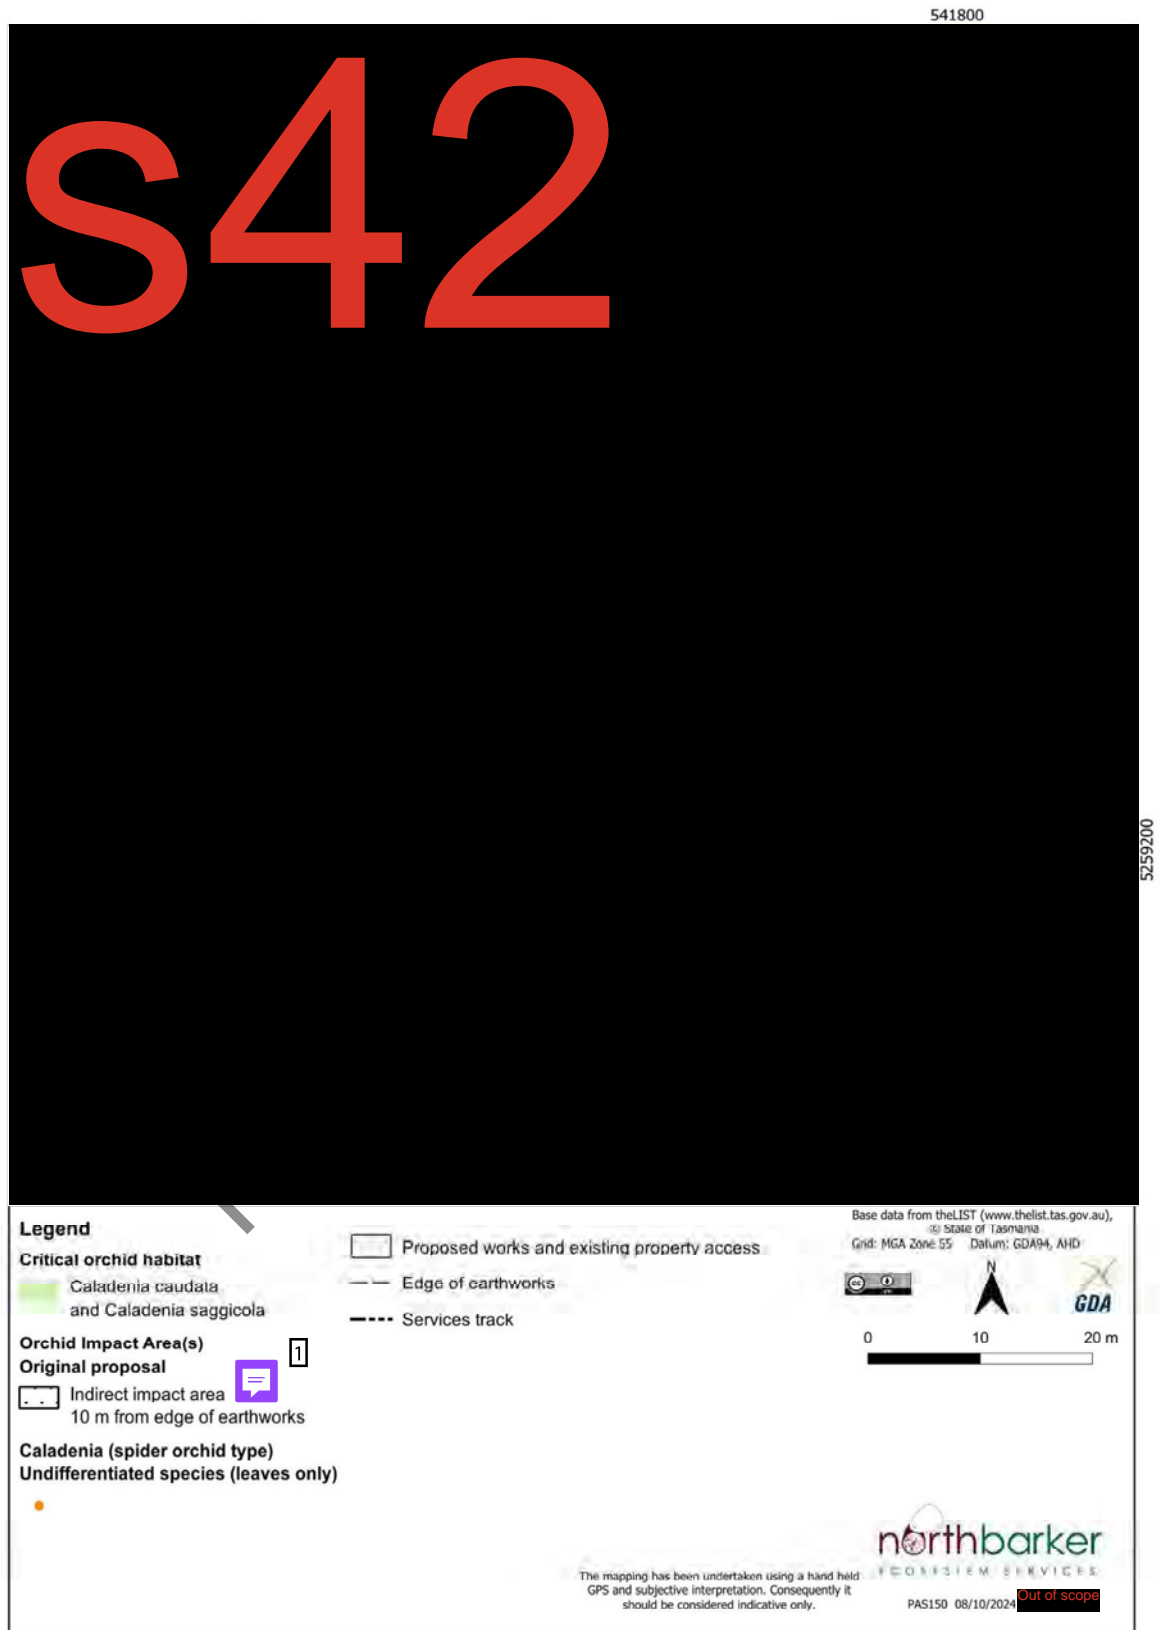 541800
s42
5259200
Legend
Critical orchid habitat
Caladenia caudata
and Caladenia saggicola
Orchid Impact Area(s)
Original proposal
1
Indirect impact area
10 m from edge of earthworks
Caladenia (spider orchid type)
Undifferentiated species (leaves only)
Proposed works and existing property access
Edge of earthworks
Services track
Base data from theLIST (www.thelist.tas.gov.au),
© State of Tasmania
Grid: MGA Zone 55 Datum: GDA94, AHD
cc
N
GDA
0 10 20 m
northbarker
ECOSYSTEM SERVICES
The mapping has been undertaken using a hand held
GPS and subjective interpretation. Consequently it
should be considered indicative only.
PAS150 08/10/2024 Out of scope